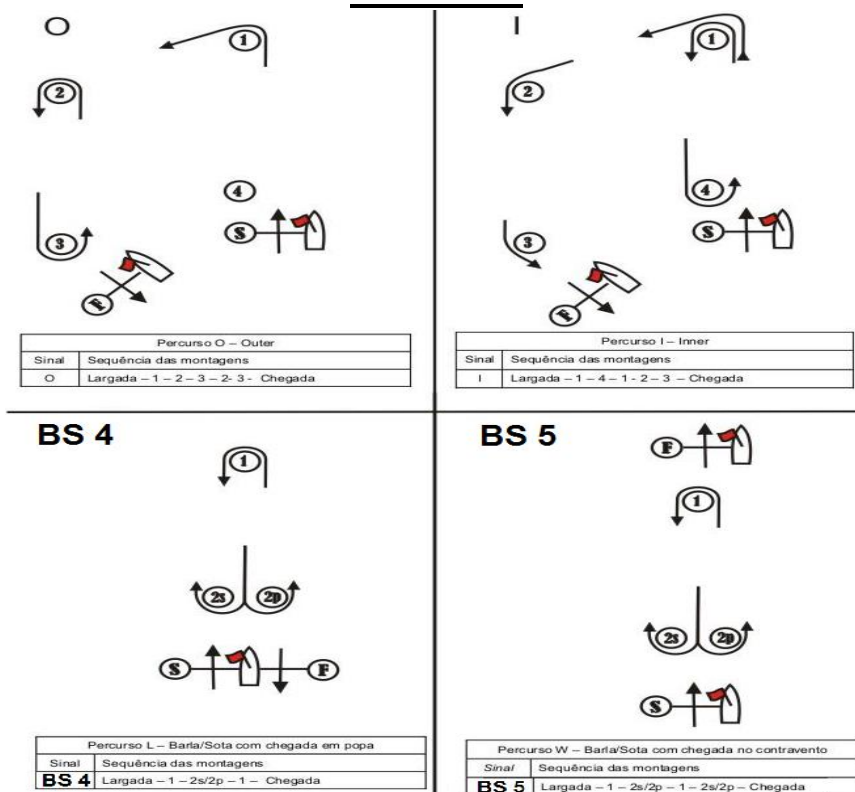 O
1
2
3
4
S
F
Percurso O – Outer
Sinal Sequência das montagens
O Largada – 1 – 2 – 3 – 2- 3 - Chegada
I
1
2
3
4
S
F
Percurso I – Inner
Sinal Sequência das montagens
I Largada – 1 – 4 – 1 - 2 – 3 – Chegada
BS 4
1
2s 2p
S F
Percurso L – Barla/Sota com chegada em popa
Sinal Sequência das montagens
BS 4 Largada – 1 – 2s/2p – 1 – Chegada
BS 5
F
1
2s 2p
S
Percurso W – Barla/Sota com chegada no contravento
Sinal Sequência das montagens
BS 5 Largada – 1 – 2s/2p – 1 – 2s/2p – Chegada